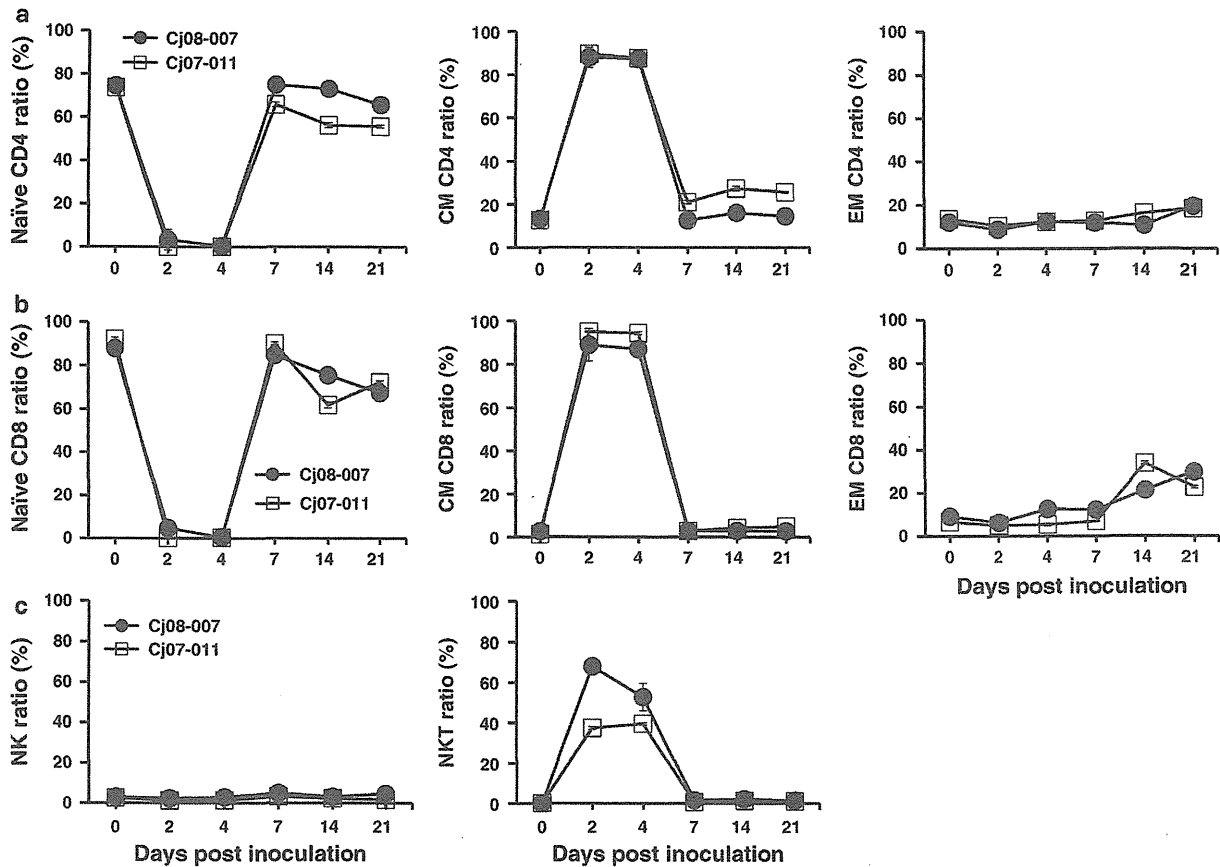 a
Naïve CD4 ratio (%)
100
80
60
40
20
0
Cj08-007
Cj07-011
0 2 4 7 14 21
CM CD4 ratio (%)
100
80
60
40
20
0
0 2 4 7 14 21
EM CD4 ratio (%)
100
80
60
40
20
0
0 2 4 7 14 21
b
Naïve CD8 ratio (%)
100
80
60
40
20
0
Cj08-007
Cj07-011
0 2 4 7 14 21
CM CD8 ratio (%)
100
80
60
40
20
0
0 2 4 7 14 21
EM CD8 ratio (%)
100
80
60
40
20
0
0 2 4 7 14 21
Days post inoculation
c
NK ratio (%)
100
80
60
40
20
0
Cj08-007
Cj07-011
0 2 4 7 14 21
Days post inoculation
NKT ratio (%)
100
80
60
40
20
0
0 2 4 7 14 21
Days post inoculation